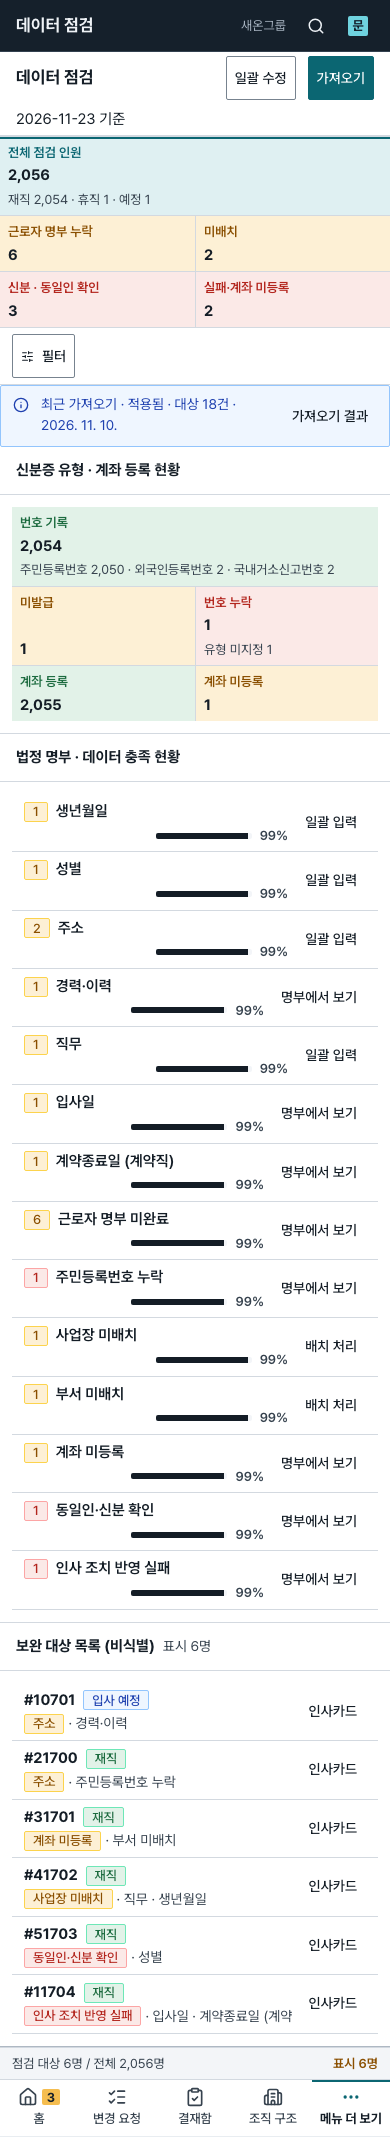 데이터 점검
새온그룹
문
데이터 점검
일괄 수정
가져오기
2026-11-23 기준
전체 점검 인원
2,056
재직 2,054 · 휴직 1 · 예정 1
근로자 명부 누락
6
미배치
2
신분 · 동일인 확인
3
실패·계좌 미등록
2
필터
최근 가져오기 · 적용됨 · 대상 18건 ·
2026. 11. 10.
가져오기 결과
신분증 유형 · 계좌 등록 현황
번호 기록
2,054
주민등록번호 2,050 · 외국인등록번호 2 · 국내거소신고번호 2
미발급
1
번호 누락
1
유형 미지정 1
계좌 등록
2,055
계좌 미등록
1
법정 명부 · 데이터 충족 현황
1 생년월일
99%
일괄 입력
1 성별
99%
일괄 입력
2 주소
99%
일괄 입력
1 경력·이력
99%
명부에서 보기
1 직무
99%
일괄 입력
1 입사일
99%
명부에서 보기
1 계약종료일 (계약직)
99%
명부에서 보기
6 근로자 명부 미완료
99%
명부에서 보기
1 주민등록번호 누락
99%
명부에서 보기
1 사업장 미배치
99%
배치 처리
1 부서 미배치
99%
배치 처리
1 계좌 미등록
99%
명부에서 보기
1 동일인·신분 확인
99%
명부에서 보기
1 인사 조치 반영 실패
99%
명부에서 보기
보완 대상 목록 (비식별) 표시 6명
#10701 입사 예정
주소 · 경력·이력
인사카드
#21700 재직
주소 · 주민등록번호 누락
인사카드
#31701 재직
계좌 미등록 · 부서 미배치
인사카드
#41702 재직
사업장 미배치 · 직무 · 생년월일
인사카드
#51703 재직
동일인·신분 확인 · 성별
인사카드
#11704 재직
인사 조치 반영 실패 · 입사일 · 계약종료일 (계약
인사카드
점검 대상 6명 / 전체 2,056명
표시 6명
3
홈
변경 요청
결재함
조직 구조
메뉴 더 보기